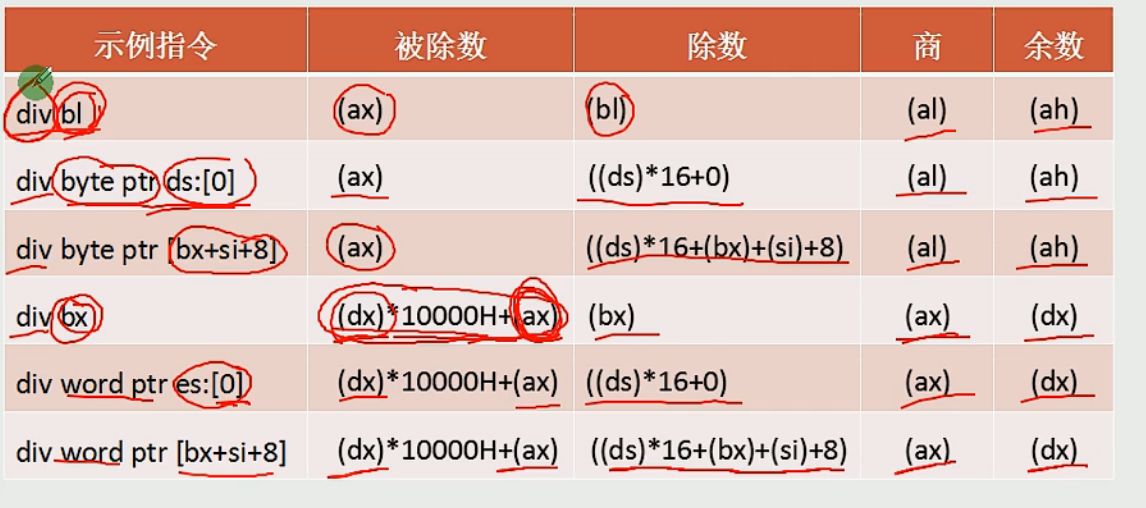 示例指令 被除数 除数 商 余数
div bl (ax) (bl) (al) (ah)
div byte ptr ds:[0] (ax) ((ds)*16+0) (al) (ah)
div byte ptr [bx+si+8] (ax) ((ds)*16+(bx)+(si)+8) (al) (ah)
div bx (dx)*10000H+(ax) (bx) (ax) (dx)
div word ptr es:[0] (dx)*10000H+(ax) ((ds)*16+0) (ax) (dx)
div word ptr [bx+si+8] (dx)*10000H+(ax) ((ds)*16+(bx)+(si)+8) (ax) (dx)